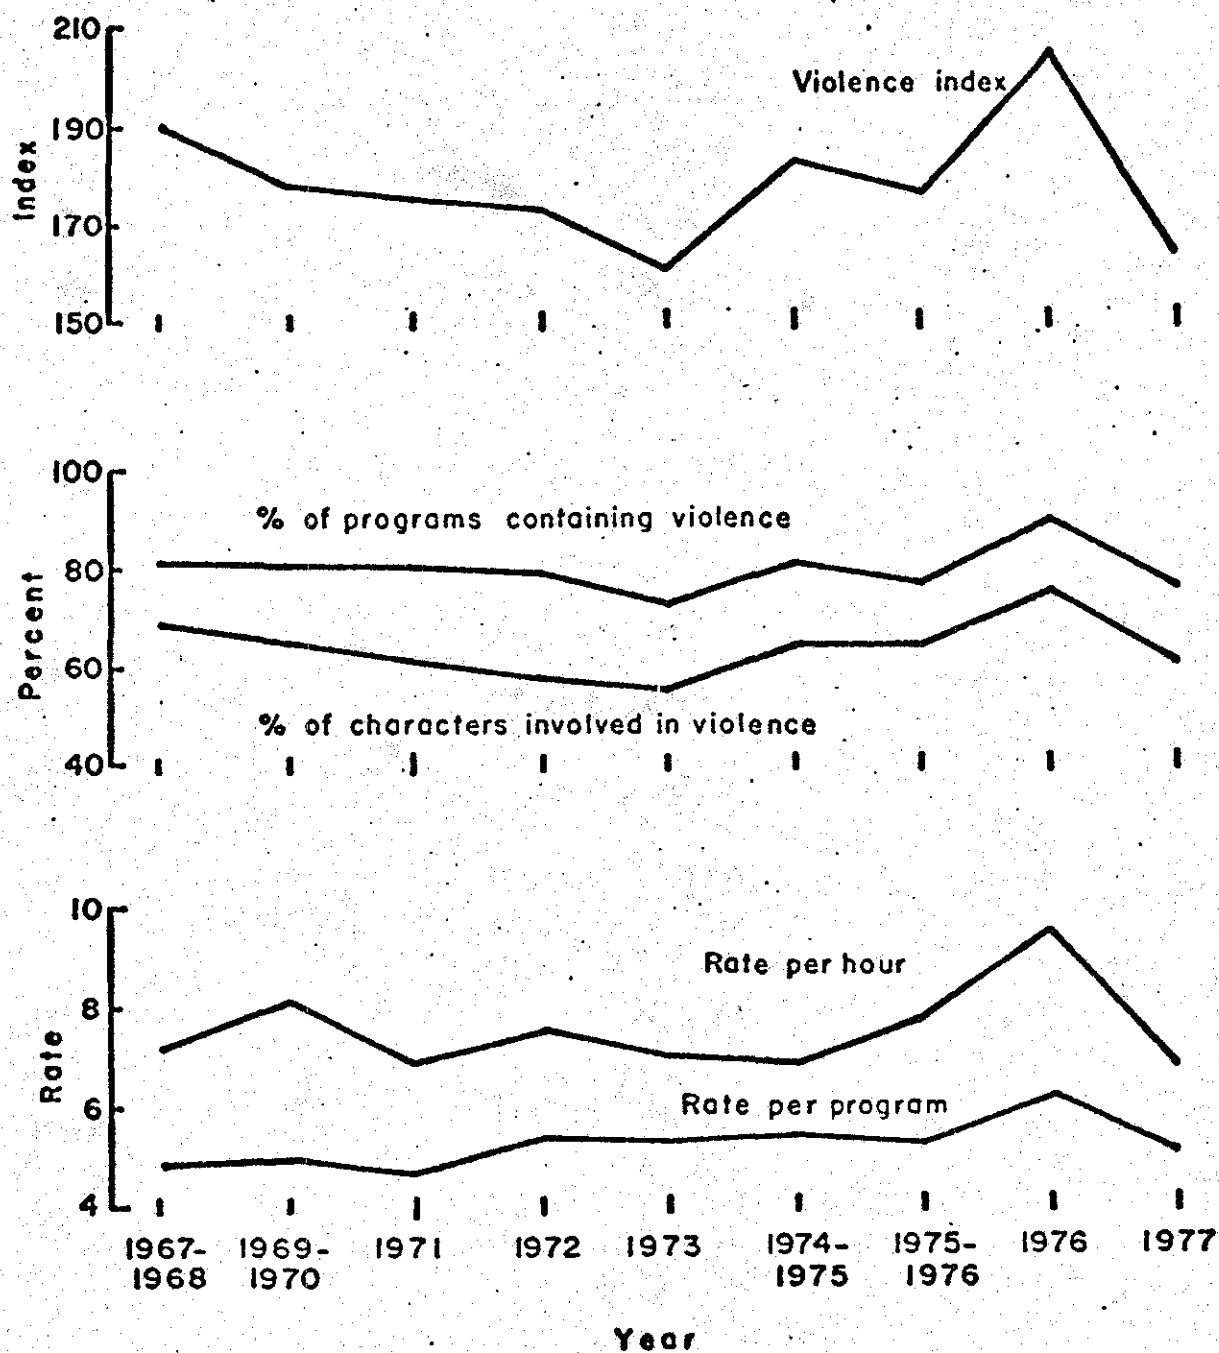 210
190
170
150
Index
Violence index
100
80
60
40
Percent
% of programs containing violence
% of characters involved in violence
10
8
6
4
Rate
Rate per hour
Rate per program
1967-
1968
1969-
1970
1971
1972
1973
1974-
1975
1975-
1976
1976
1977
Year